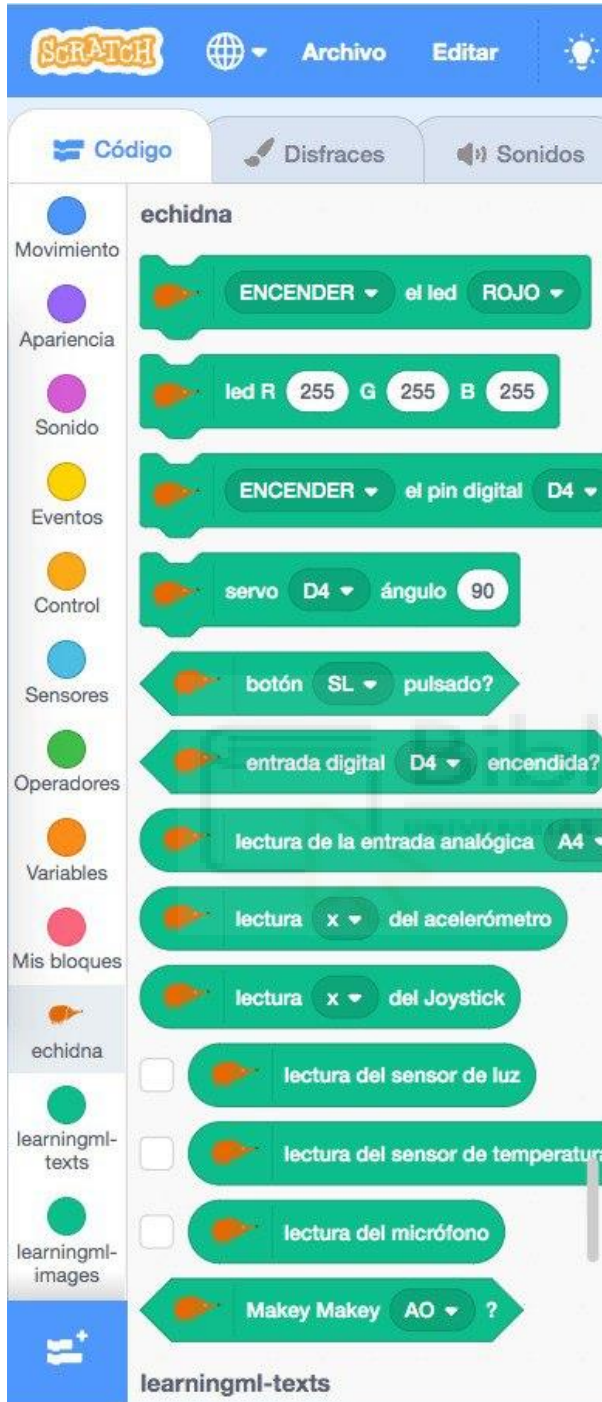 SCRATCH Archivo Editar
Código Disfraces Sonidos
Movimiento
Apariencia
Sonido
Eventos
Control
Sensores
Operadores
Variables
Mis bloques
echidna
learningml-
texts
learningml-
images
echidna
ENCENDER el led ROJO
led R 255 G 255 B 255
ENCENDER el pin digital D4
servo D4 ángulo 90
botón SL pulsado?
entrada digital D4 encendida?
lectura de la entrada analógica A4
lectura x del acelerómetro
lectura x del Joystick
lectura del sensor de luz
lectura del sensor de temperatura
lectura del micrófono
Makey Makey AO ?
learningml-texts